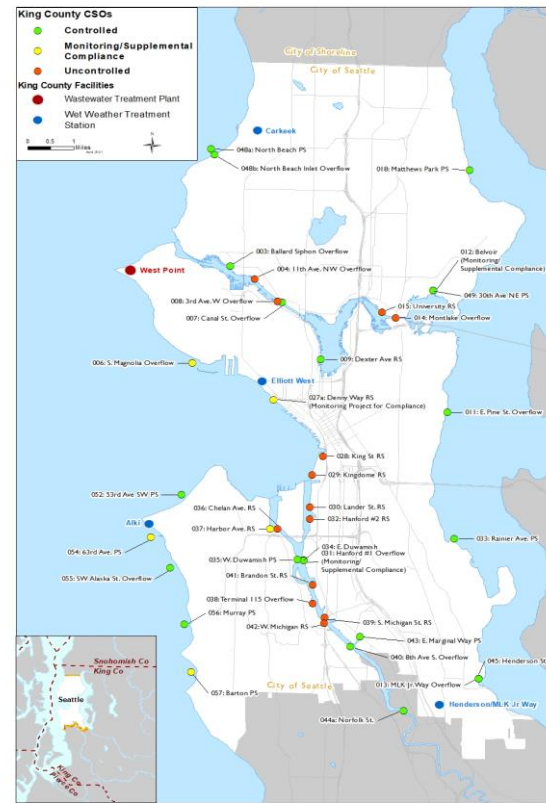 King County CSOs
Controlled
Monitoring/Supplemental
Compliance
Uncontrolled
King County Facilities
Wastewater Treatment Plant
Wet Weather Treatment
Station
0 0.5 1
Miles
N
City of Shoreline
City of Seattle
Carkeek
048a: North Beach PS
048b: North Beach Inlet Overflow
018: Matthews Park PS
003: Ballard Siphon Overflow
004: 11th Ave. NW Overflow
012: Belvoir
(Monitoring/
Supplemental Compliance)
West Point
008: 3rd Ave. W Overflow
007: Canal St. Overflow
049: 30th Ave NE PS
015: University RS
014: Montlake Overflow
006: S. Magnolia Overflow
009: Dexter Ave RS
Elliott West
027a: Denny Way RS
(Monitoring Project for Compliance)
011: E. Pine St. Overflow
028: King St RS
029: Kingdome RS
052: 53rd Ave SW PS
036: Chelan Ave. RS
030: Lander St. RS
032: Hanford #2 RS
Alki
037: Harbor Ave. RS
033: Rainier Ave. PS
054: 63rd Ave. PS
034: E. Duwamish
031: Hanford #1 Overflow
(Monitoring/
Supplemental Compliance)
035: W. Duwamish PS
055: SW Alaska St. Overflow
041: Brandon St. RS
038: Terminal 115 Overflow
056: Murray PS
039: S. Michigan St. RS
042: W. Michigan RS
043: E. Marginal Way PS
040: 8th Ave S. Overflow
045: Henderson St
057: Barton PS
City of Seattle
013: MLK Jr. Way Overflow
Henderson/MLK Jr Way
044a: Norfolk St.
Snohomish Co
King Co
Seattle
King Co
Pierce Co